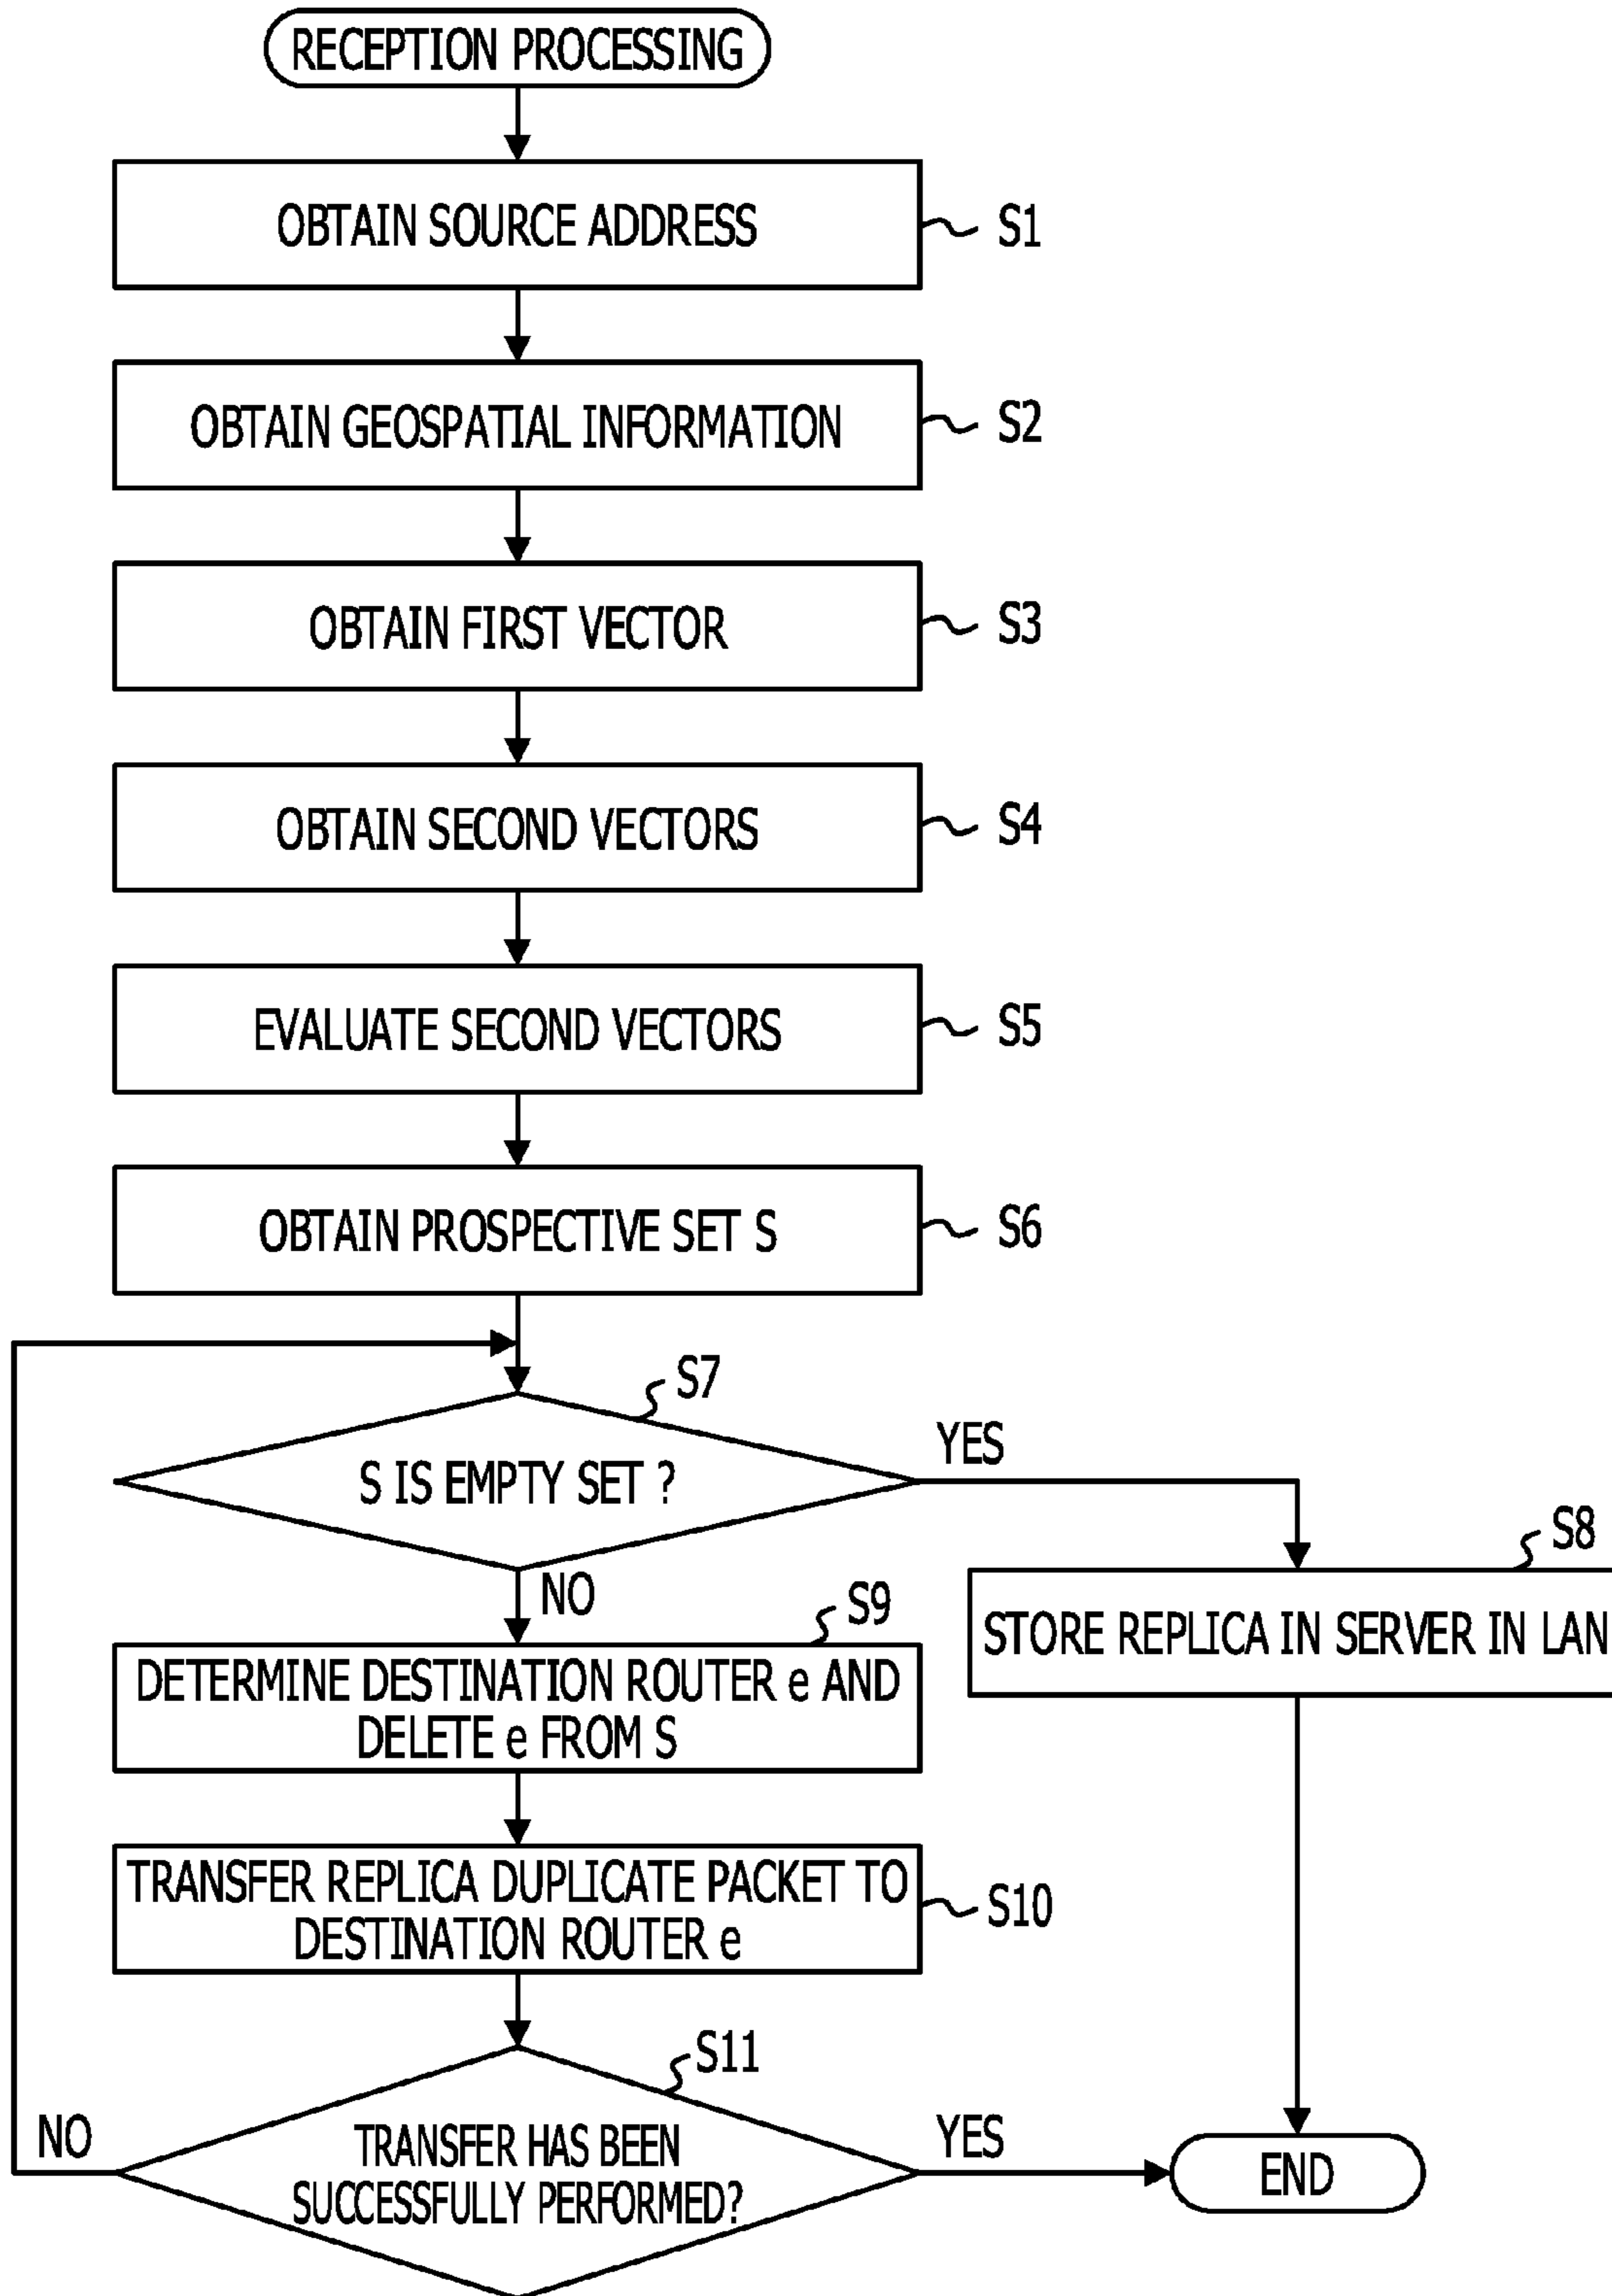 RECEPTION PROCESSING
OBTAIN SOURCE ADDRESS
S1
OBTAIN GEOSPATIAL INFORMATION
S2
OBTAIN FIRST VECTOR
S3
OBTAIN SECOND VECTORS
S4
EVALUATE SECOND VECTORS
S5
OBTAIN PROSPECTIVE SET S
S6
S7
S IS EMPTY SET ?
YES
NO
S8
STORE REPLICA IN SERVER IN LAN
S9
DETERMINE DESTINATION ROUTER e AND
DELETE e FROM S
TRANSFER REPLICA DUPLICATE PACKET TO
DESTINATION ROUTER e
S10
S11
TRANSFER HAS BEEN
SUCCESSFULLY PERFORMED?
NO
YES
END